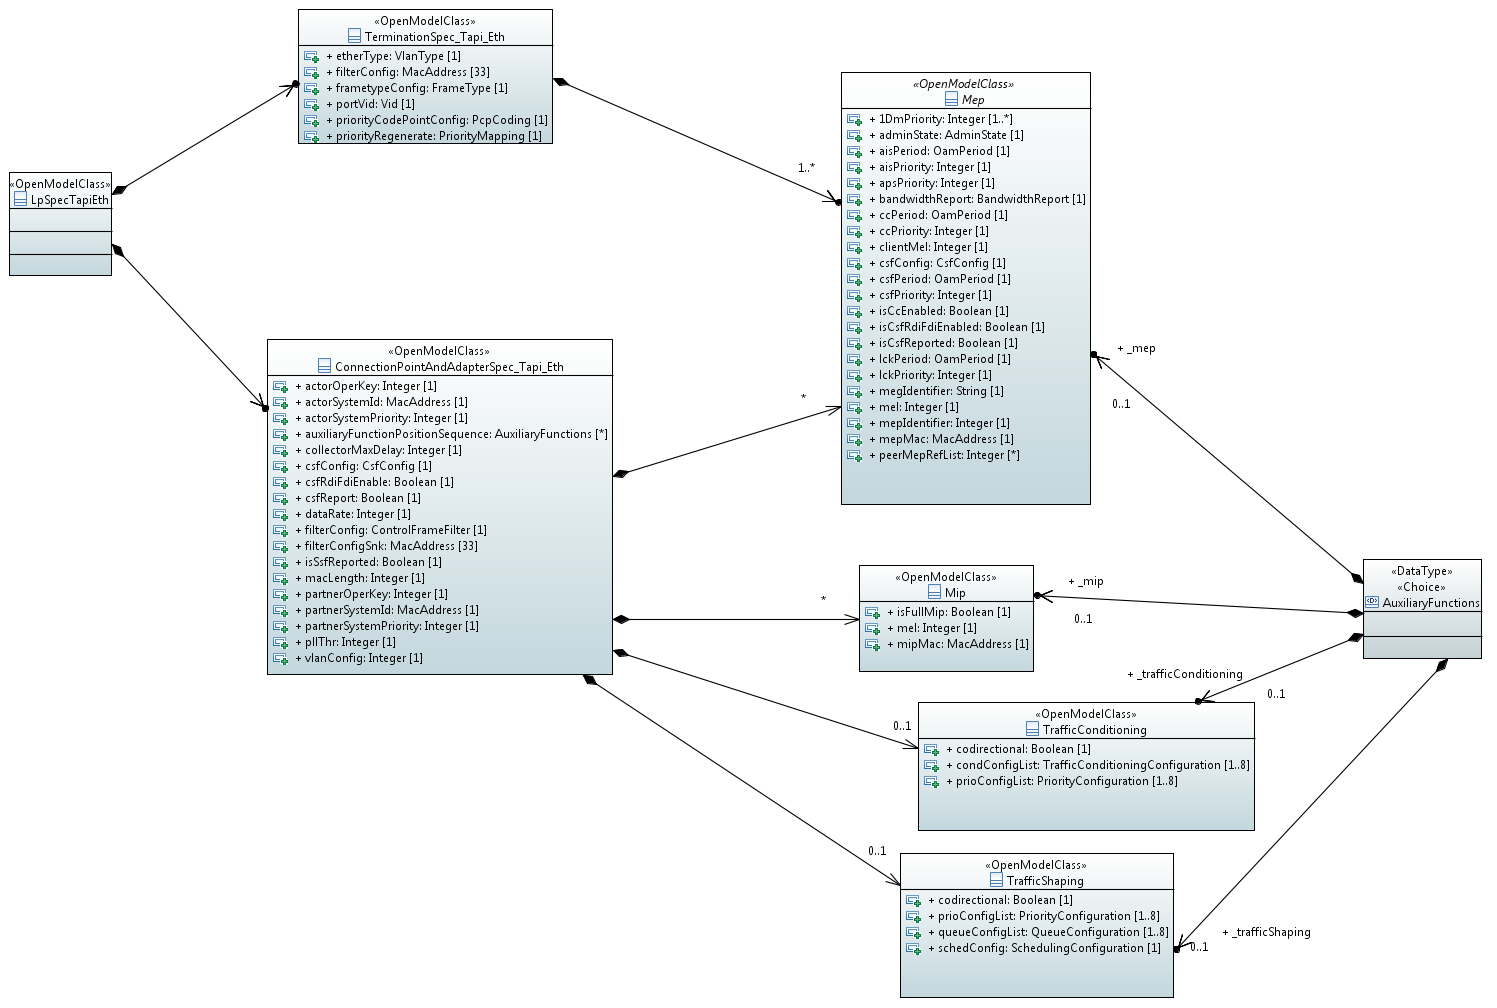 «OpenModelClass»
TerminationSpec_Tapi_Eth
+ etherType: VlanType [1]
+ filterConfig: MacAddress [33]
+ frametypeConfig: FrameType [1]
+ portVid: Vid [1]
+ priorityCodePointConfig: PcpCoding [1]
+ priorityRegenerate: PriorityMapping [1]
«OpenModelClass»
LpSpecTapiEth
1..*
«OpenModelClass»
Mep
+ 1DmPriority: Integer [1..*]
+ adminState: AdminState [1]
+ aisPeriod: OamPeriod [1]
+ aisPriority: Integer [1]
+ apsPriority: Integer [1]
+ bandwidthReport: BandwidthReport [1]
+ ccPeriod: OamPeriod [1]
+ ccPriority: Integer [1]
+ clientMel: Integer [1]
+ csfConfig: CsfConfig [1]
+ csfPeriod: OamPeriod [1]
+ csfPriority: Integer [1]
+ isCcEnabled: Boolean [1]
+ isCsfRdiFdiEnabled: Boolean [1]
+ isCsfReported: Boolean [1]
+ lckPeriod: OamPeriod [1]
+ lckPriority: Integer [1]
+ megIdentifier: String [1]
+ mel: Integer [1]
+ mepIdentifier: Integer [1]
+ mepMac: MacAddress [1]
+ peerMepRefList: Integer [*]
+ _mep
0..1
«OpenModelClass»
ConnectionPointAndAdapterSpec_Tapi_Eth
+ actorOperKey: Integer [1]
+ actorSystemId: MacAddress [1]
+ actorSystemPriority: Integer [1]
+ auxiliaryFunctionPositionSequence: AuxiliaryFunctions [*]
+ collectorMaxDelay: Integer [1]
+ csfConfig: CsfConfig [1]
+ csfRdiFdiEnable: Boolean [1]
+ csfReport: Boolean [1]
+ dataRate: Integer [1]
+ filterConfig: ControlFrameFilter [1]
+ filterConfigSnk: MacAddress [33]
+ isSsfReported: Boolean [1]
+ macLength: Integer [1]
+ partnerOperKey: Integer [1]
+ partnerSystemId: MacAddress [1]
+ partnerSystemPriority: Integer [1]
+ pllThr: Integer [1]
+ vlanConfig: Integer [1]
*
*
«DataType»
«Choice»
AuxiliaryFunctions
«OpenModelClass»
Mip
+ isFullMip: Boolean [1]
+ mel: Integer [1]
+ mipMac: MacAddress [1]
+ _mip
0..1
+ _trafficConditioning
0..1
0..1
«OpenModelClass»
TrafficConditioning
+ codirectional: Boolean [1]
+ condConfigList: TrafficConditioningConfiguration [1..8]
+ prioConfigList: PriorityConfiguration [1..8]
0..1
«OpenModelClass»
TrafficShaping
+ codirectional: Boolean [1]
+ prioConfigList: PriorityConfiguration [1..8]
+ queueConfigList: QueueConfiguration [1..8]
+ schedConfig: SchedulingConfiguration [1]
+ _trafficShaping
0..1